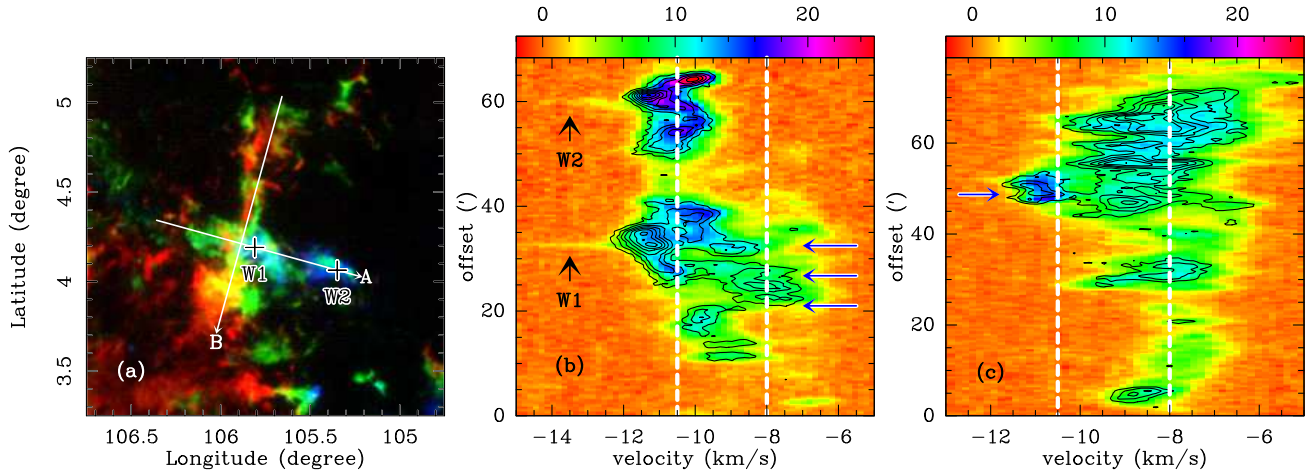 0 10 20
0 10 20
5
4.5
4
3.5
Latitude (degree)
W1
W2
A
B
(a)
106.5 106 105.5 105
Longitude (degree)
60
40
20
0
offset (')
W2
W1
(b)
−14 −12 −10 −8 −6
velocity (km/s)
60
40
20
0
offset (')
(c)
−12 −10 −8 −6
velocity (km/s)